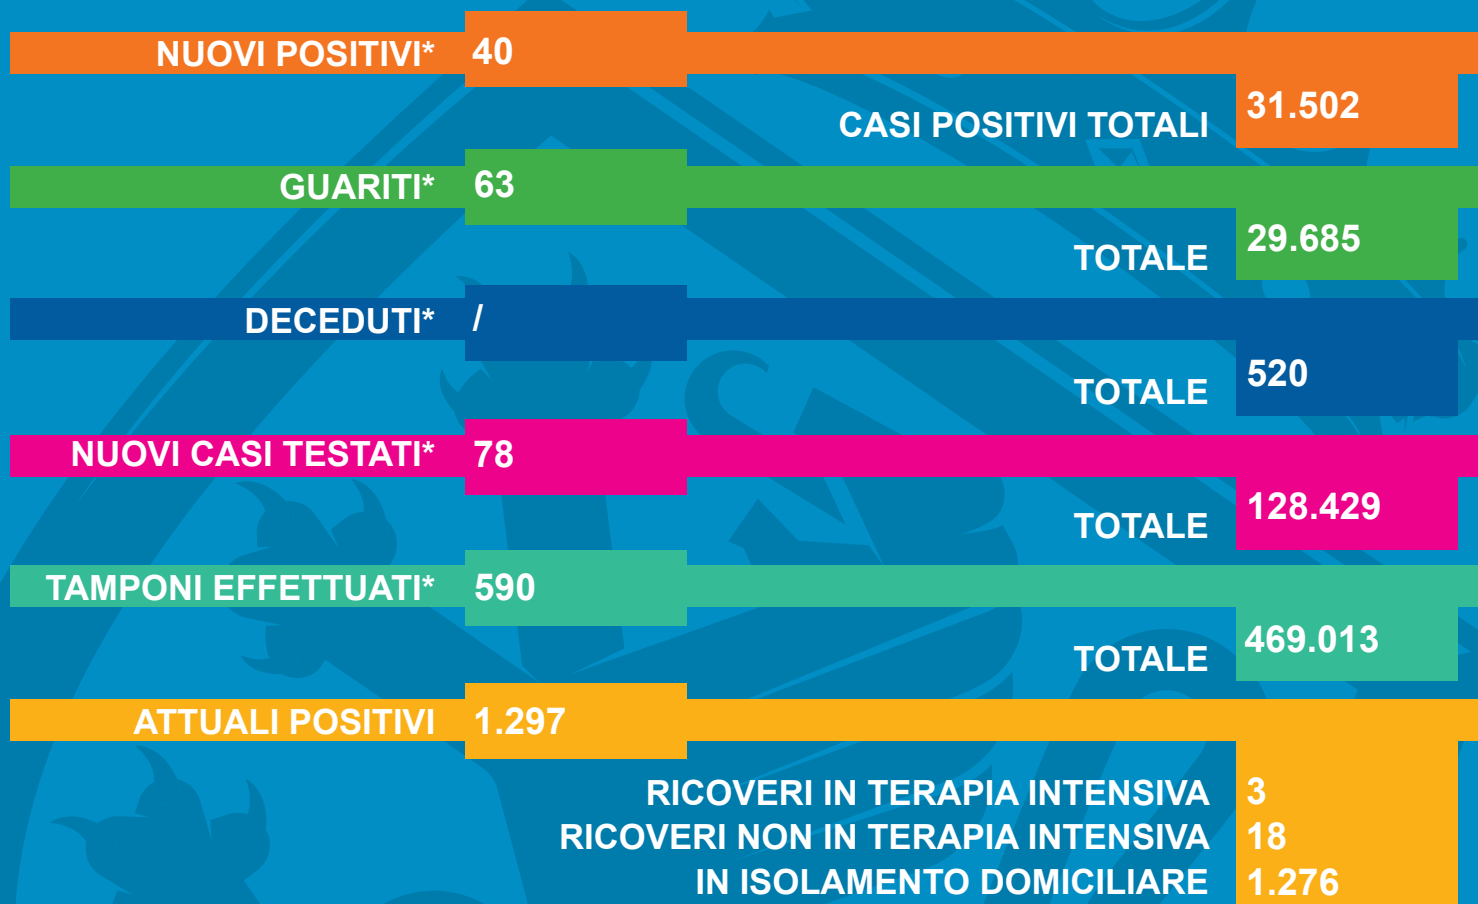 NUOVI POSITIVI* 40
CASI POSITIVI TOTALI 31.502
GUARITI* 63
TOTALE 29.685
DECEDUTI* /
TOTALE 520
NUOVI CASI TESTATI* 78
TOTALE 128.429
TAMPONI EFFETTUATI* 590
TOTALE 469.013
ATTUALI POSITIVI 1.297
RICOVERI IN TERAPIA INTENSIVA 3
RICOVERI NON IN TERAPIA INTENSIVA 18
IN ISOLAMENTO DOMICILIARE 1.276